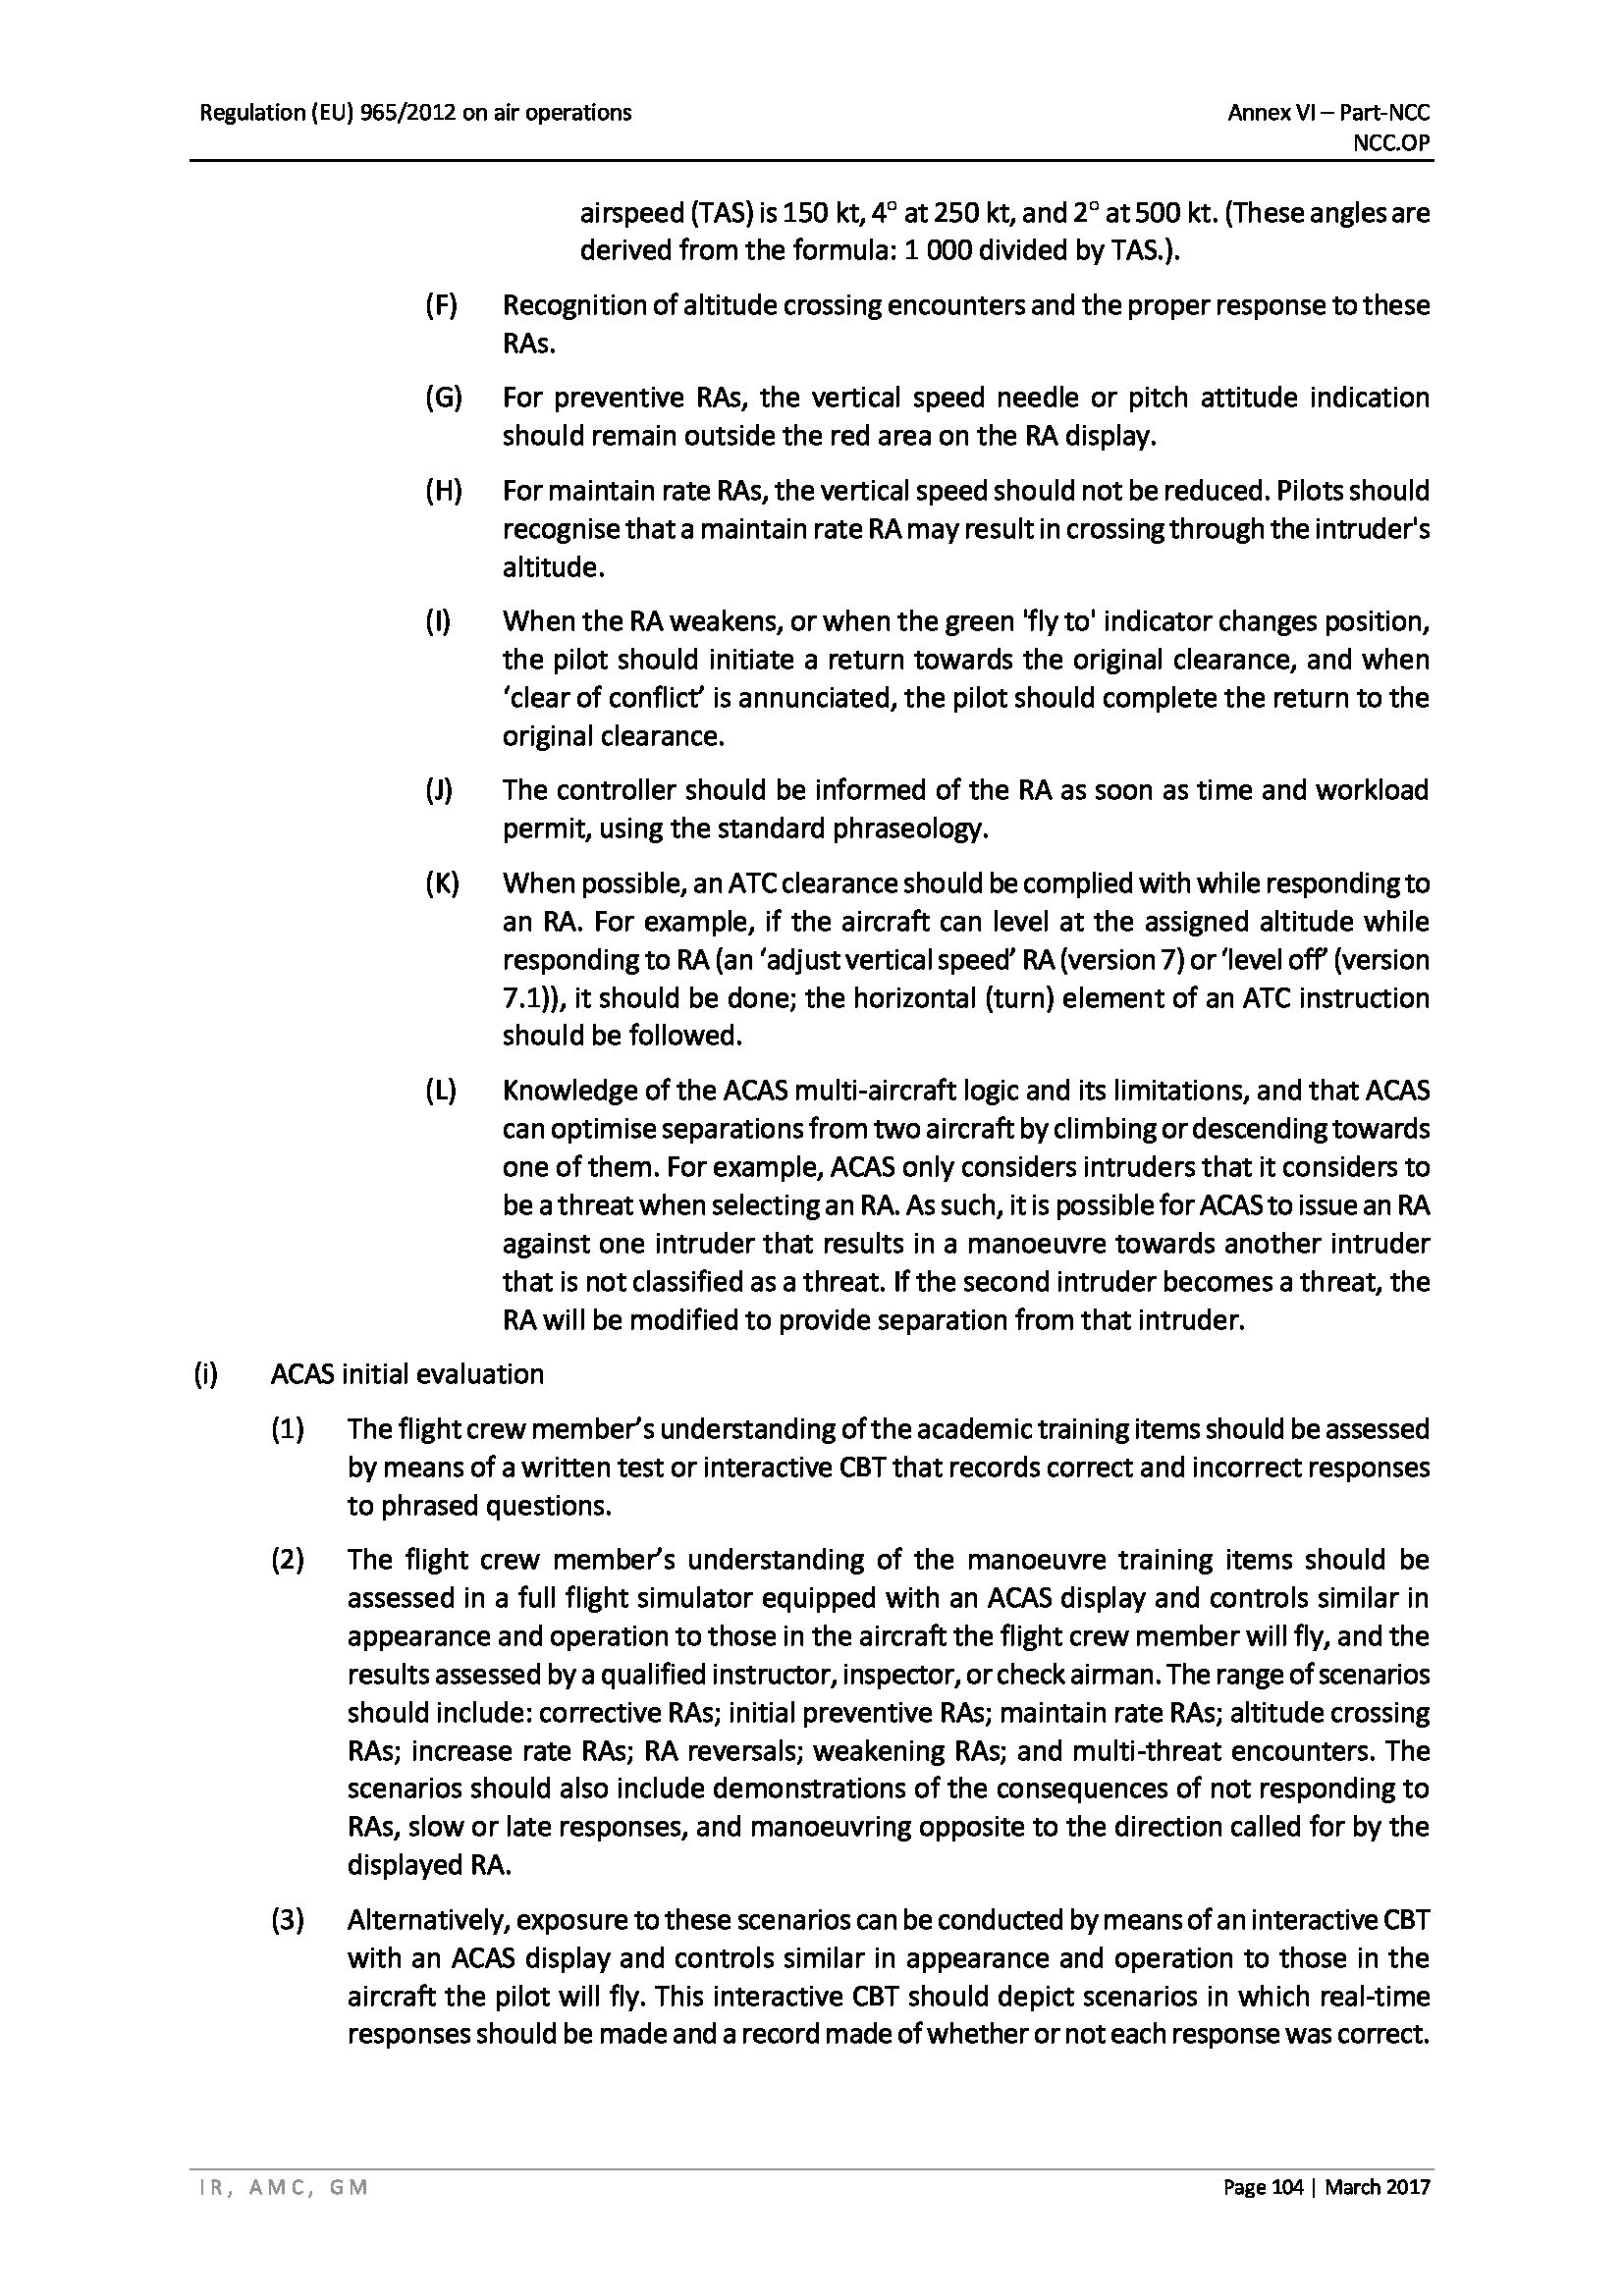 Regulation (EU) 965/2012 on air operations
Annex VI – Part-NCC
NCC.OP
airspeed (TAS) is 150 kt, 4° at 250 kt, and 2° at 500 kt. (These angles are
derived from the formula: 1 000 divided by TAS.).
(F) Recognition of altitude crossing encounters and the proper response to these
RAs.
(G) For preventive RAs, the vertical speed needle or pitch attitude indication
should remain outside the red area on the RA display.
(H) For maintain rate RAs, the vertical speed should not be reduced. Pilots should
recognise that a maintain rate RA may result in crossing through the intruder's
altitude.
(I) When the RA weakens, or when the green 'fly to' indicator changes position,
the pilot should initiate a return towards the original clearance, and when
‘clear of conflict’ is annunciated, the pilot should complete the return to the
original clearance.
(J) The controller should be informed of the RA as soon as time and workload
permit, using the standard phraseology.
(K) When possible, an ATC clearance should be complied with while responding to
an RA. For example, if the aircraft can level at the assigned altitude while
responding to RA (an ‘adjust vertical speed’ RA (version 7) or ‘level off’ (version
7.1)), it should be done; the horizontal (turn) element of an ATC instruction
should be followed.
(L) Knowledge of the ACAS multi-aircraft logic and its limitations, and that ACAS
can optimise separations from two aircraft by climbing or descending towards
one of them. For example, ACAS only considers intruders that it considers to
be a threat when selecting an RA. As such, it is possible for ACAS to issue an RA
against one intruder that results in a manoeuvre towards another intruder
that is not classified as a threat. If the second intruder becomes a threat, the
RA will be modified to provide separation from that intruder.
(i) ACAS initial evaluation
(1) The flight crew member’s understanding of the academic training items should be assessed
by means of a written test or interactive CBT that records correct and incorrect responses
to phrased questions.
(2) The flight crew member’s understanding of the manoeuvre training items should be
assessed in a full flight simulator equipped with an ACAS display and controls similar in
appearance and operation to those in the aircraft the flight crew member will fly, and the
results assessed by a qualified instructor, inspector, or check airman. The range of scenarios
should include: corrective RAs; initial preventive RAs; maintain rate RAs; altitude crossing
RAs; increase rate RAs; RA reversals; weakening RAs; and multi-threat encounters. The
scenarios should also include demonstrations of the consequences of not responding to
RAs, slow or late responses, and manoeuvring opposite to the direction called for by the
displayed RA.
(3) Alternatively, exposure to these scenarios can be conducted by means of an interactive CBT
with an ACAS display and controls similar in appearance and operation to those in the
aircraft the pilot will fly. This interactive CBT should depict scenarios in which real-time
responses should be made and a record made of whether or not each response was correct.
IR, AMC, GM
Page 104 | March 2017